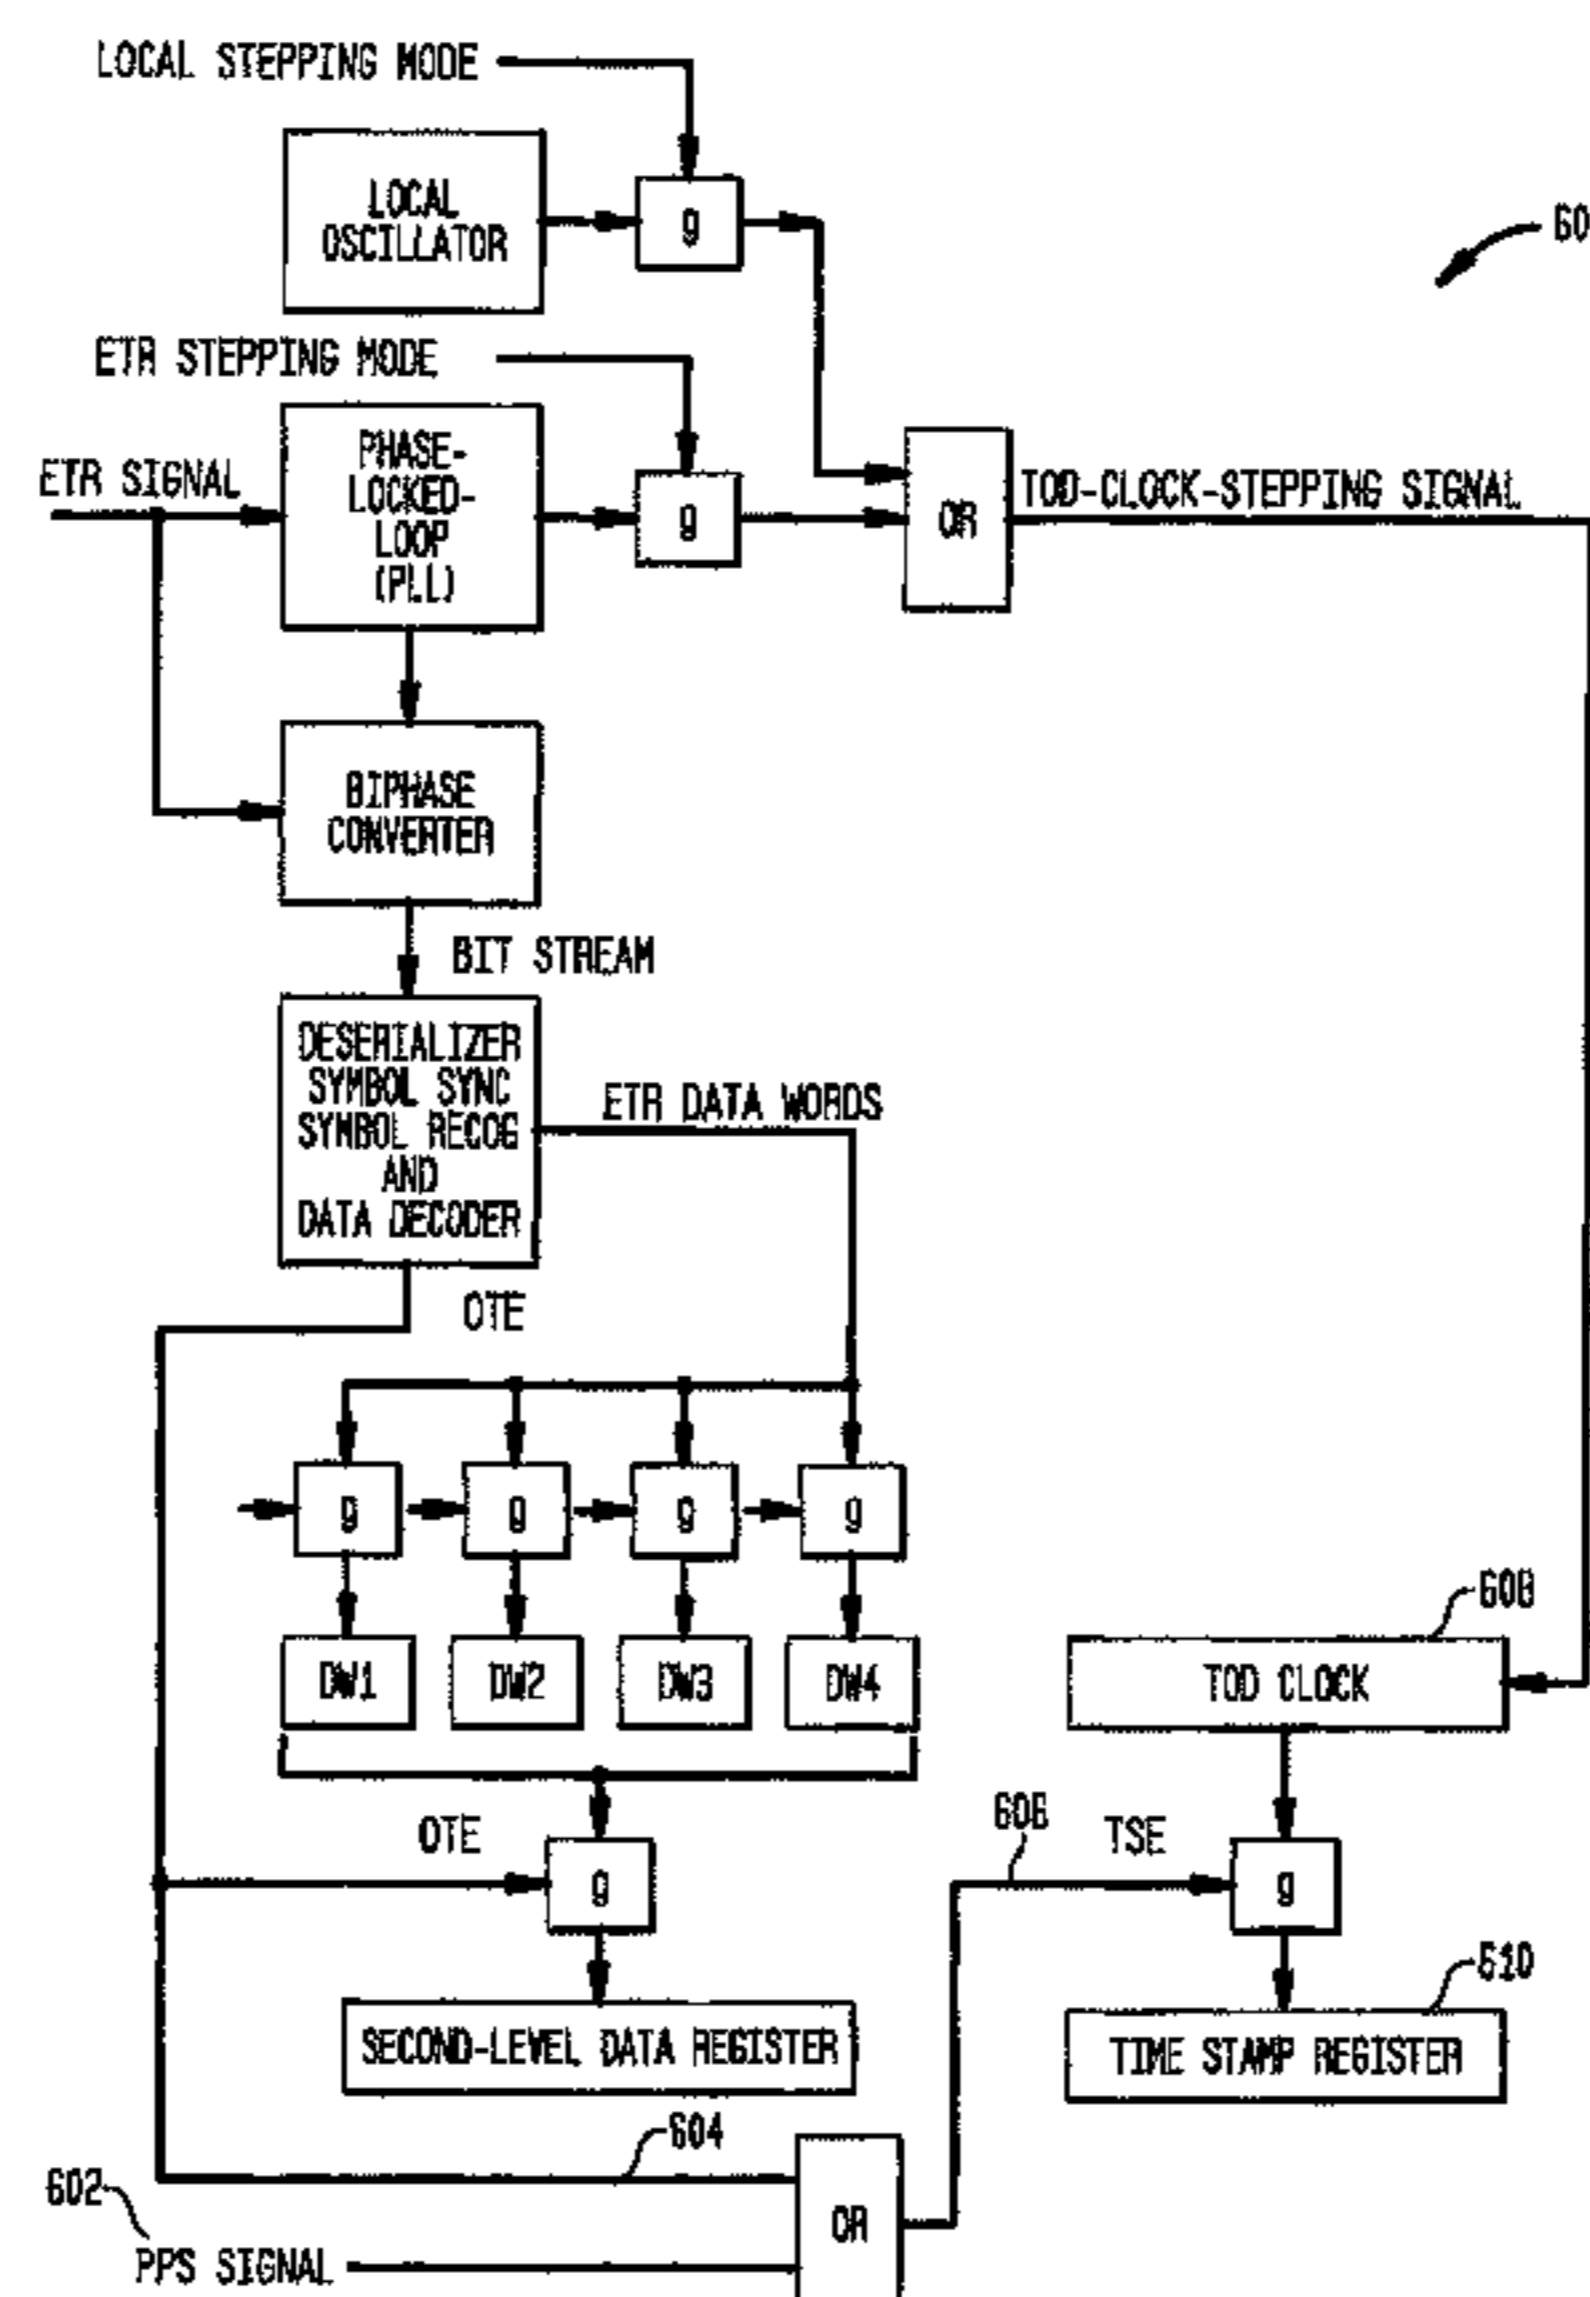 LOCAL STEPPING MODE
LOCAL
OSCILLATOR
g
60
ETR STEPPING MODE
PHASE-
LOCKED-
LOOP
(PLL)
ETR SIGNAL
g
OR
TOD-CLOCK-STEPPING SIGNAL
BIPHASE
CONVERTER
BIT STREAM
DESERIALIZER
SYMBOL SYNC
SYMBOL RECOG
AND
DATA DECODER
ETR DATA WORDS
OTE
g
g
g
g
DW1
DW2
DW3
DW4
608
TOD CLOCK
OTE
g
606
TSE
g
SECOND-LEVEL DATA REGISTER
610
TIME STAMP REGISTER
604
602
OR
PPS SIGNAL